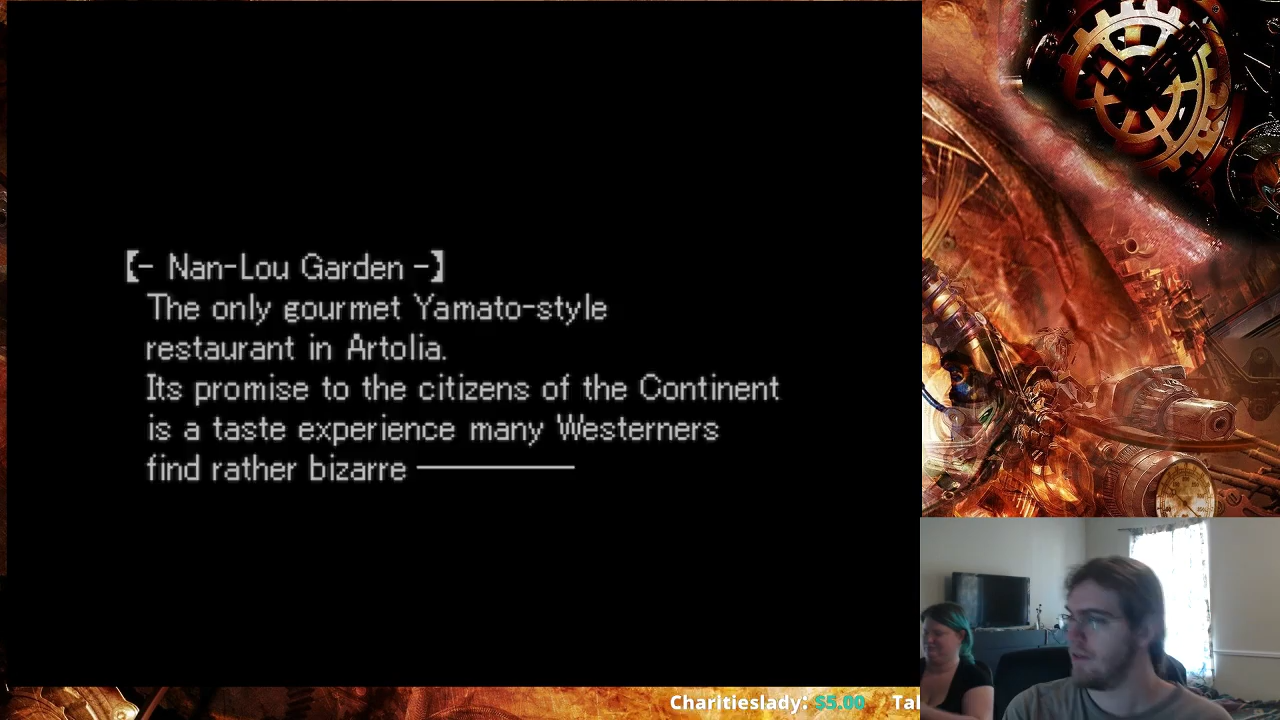 【- Nan-Lou Garden -】
The only gourmet Yamato-style
restaurant in Artolia.
Its promise to the citizens of the Continent
is a taste experience many Westerners
find rather bizarre ————
Charitieslady: $5.00 Tal